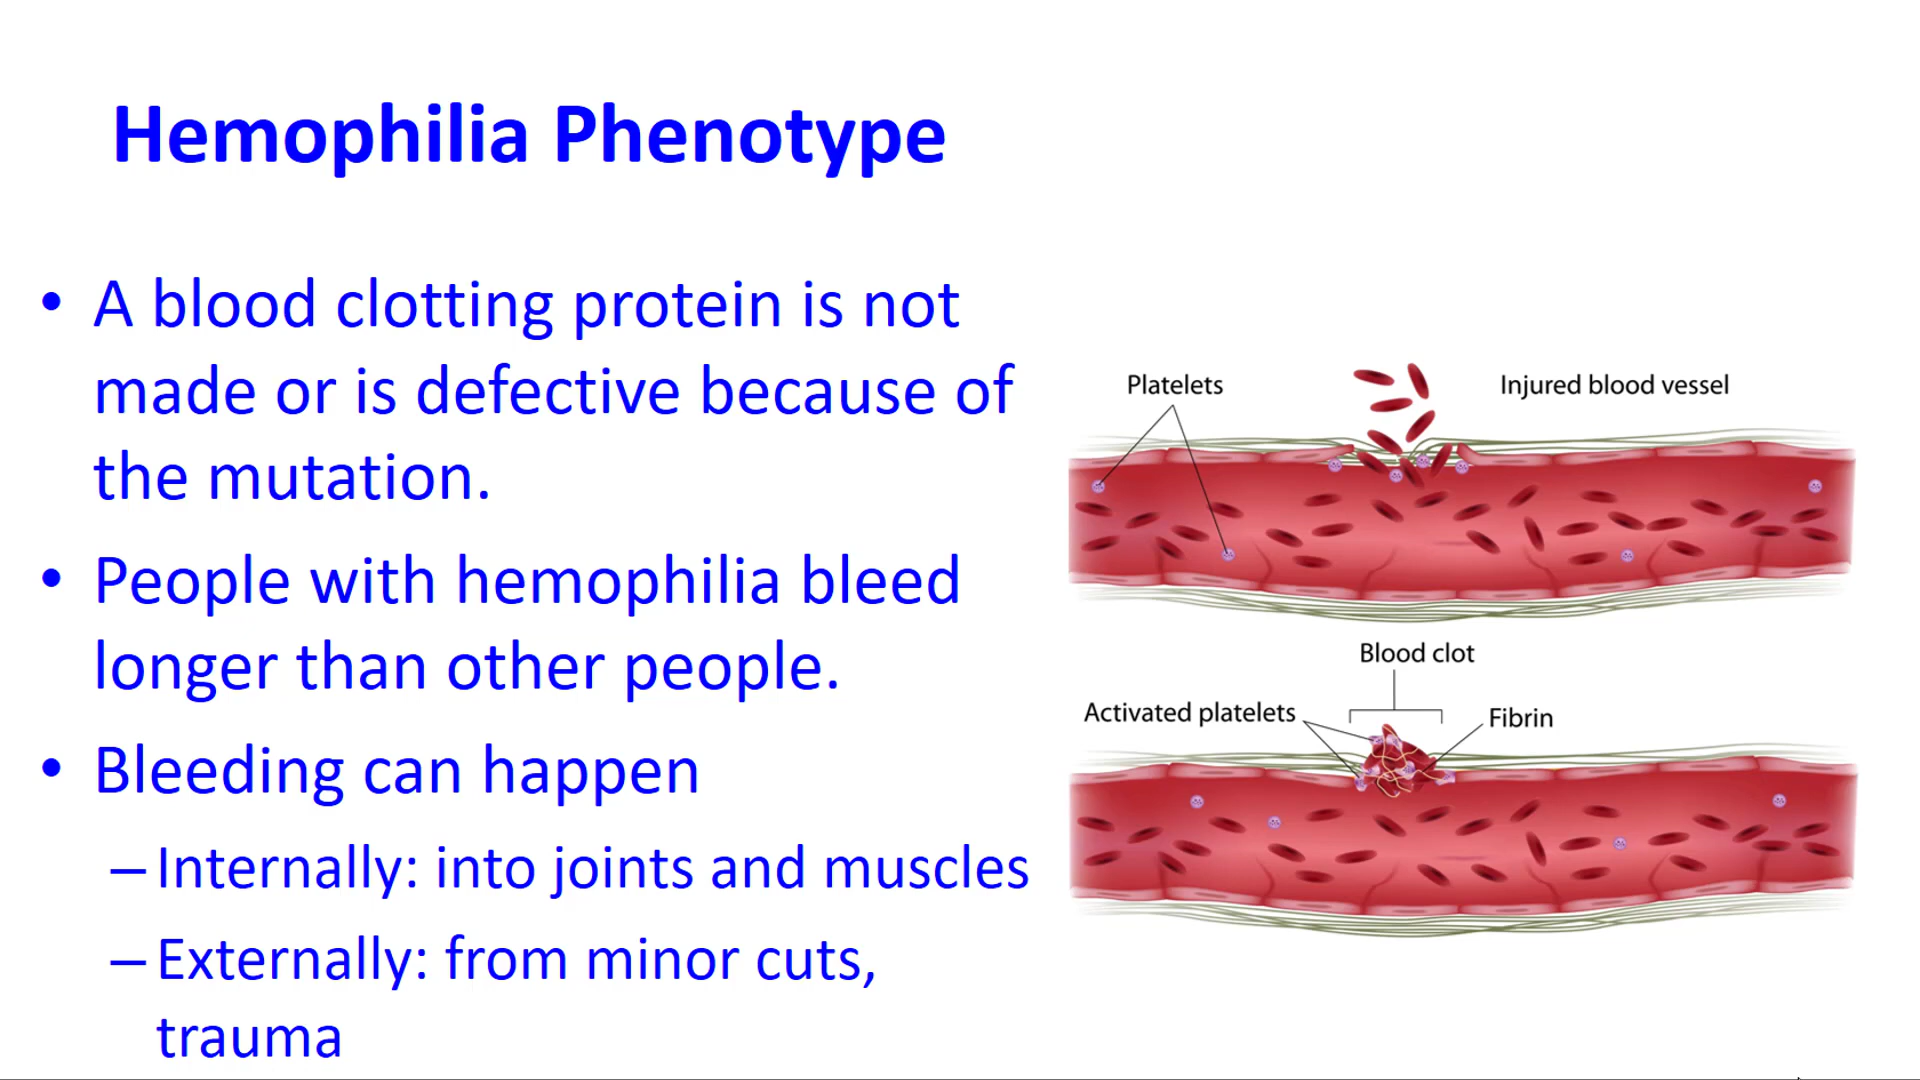 Hemophilia Phenotype
• A blood clotting protein is not
made or is defective because of
the mutation.
• People with hemophilia bleed
longer than other people.
• Bleeding can happen
– Internally: into joints and muscles
– Externally: from minor cuts,
trauma
Platelets
Injured blood vessel
Blood clot
Activated platelets
Fibrin